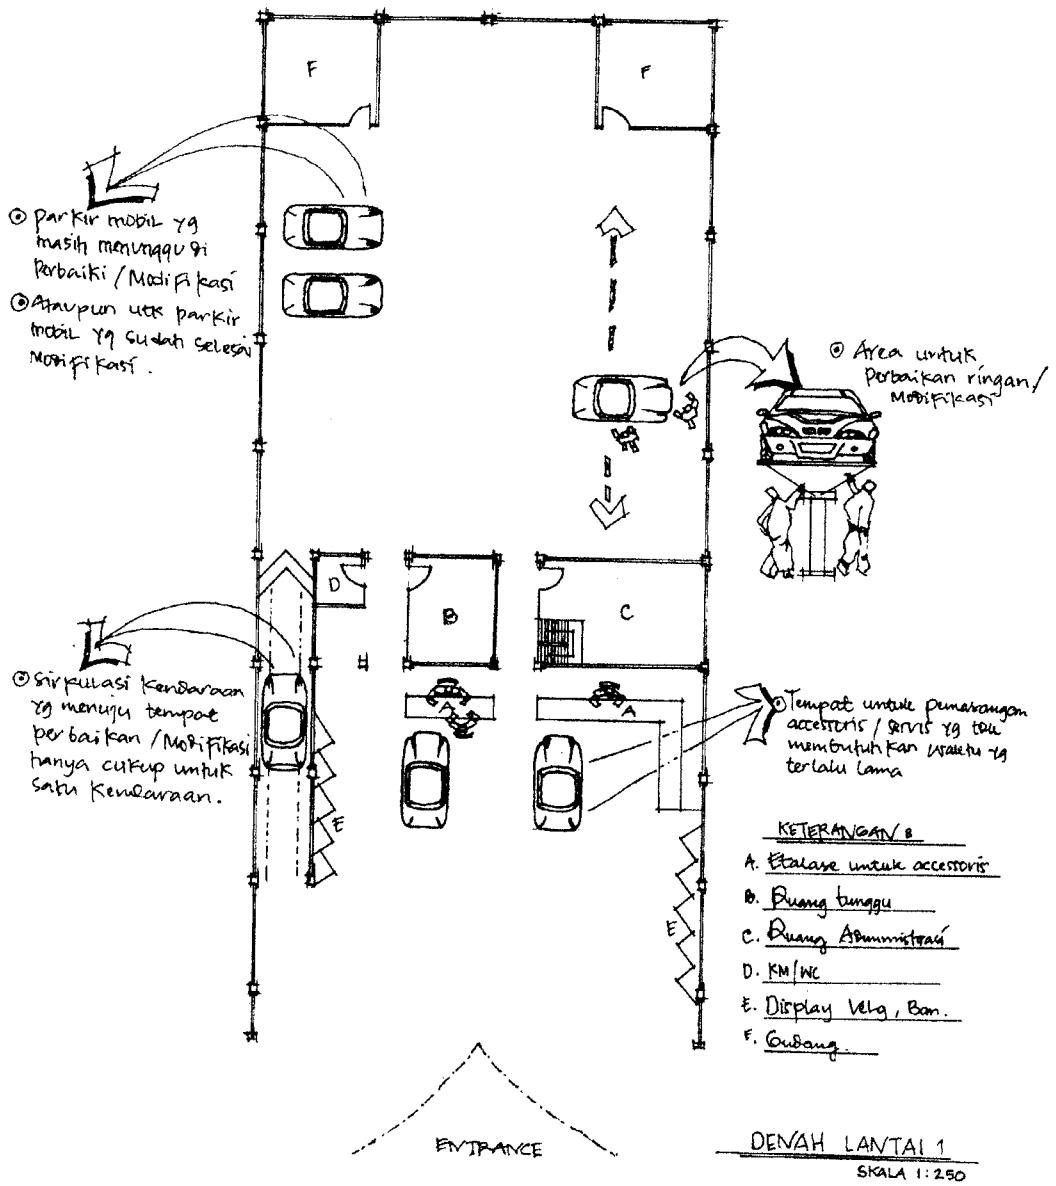 F
F
⊙ parkir mobil yg
masih menunggu di
perbaiki / Modifikasi
⊙ Ataupun utk parkir
mobil yg sudah selesai
Modifikasi.
⊙ Area untuk
perbaikan ringan /
Modifikasi
D
B
C
⊙ Sirkulasi kendaraan
yg menuju tempat
perbaikan / Modifikasi
hanya cukup untuk
satu kendaraan.
A
A
⊙ Tempat untuk pemasangan
accessoris / servis yg tdk
membutuhkan waktu yg
terlalu lama
E
E
KETERANGAN :
A. Etalase untuk accessoris
B. Ruang tunggu
C. Ruang Administrasi
D. KM/WC
E. Display Velg, Ban.
F. Gudang.
ENTRANCE
DENAH LANTAI 1
SKALA 1:250